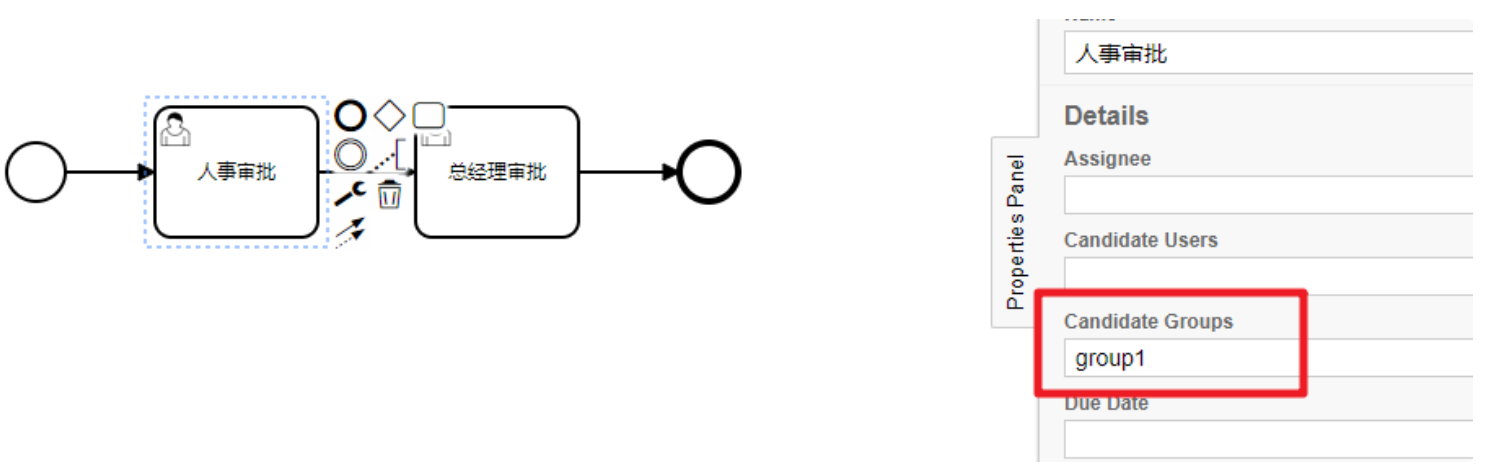 人事审批
总经理审批
Properties Panel
人事审批
Details
Assignee
Candidate Users
Candidate Groups
group1
Due Date